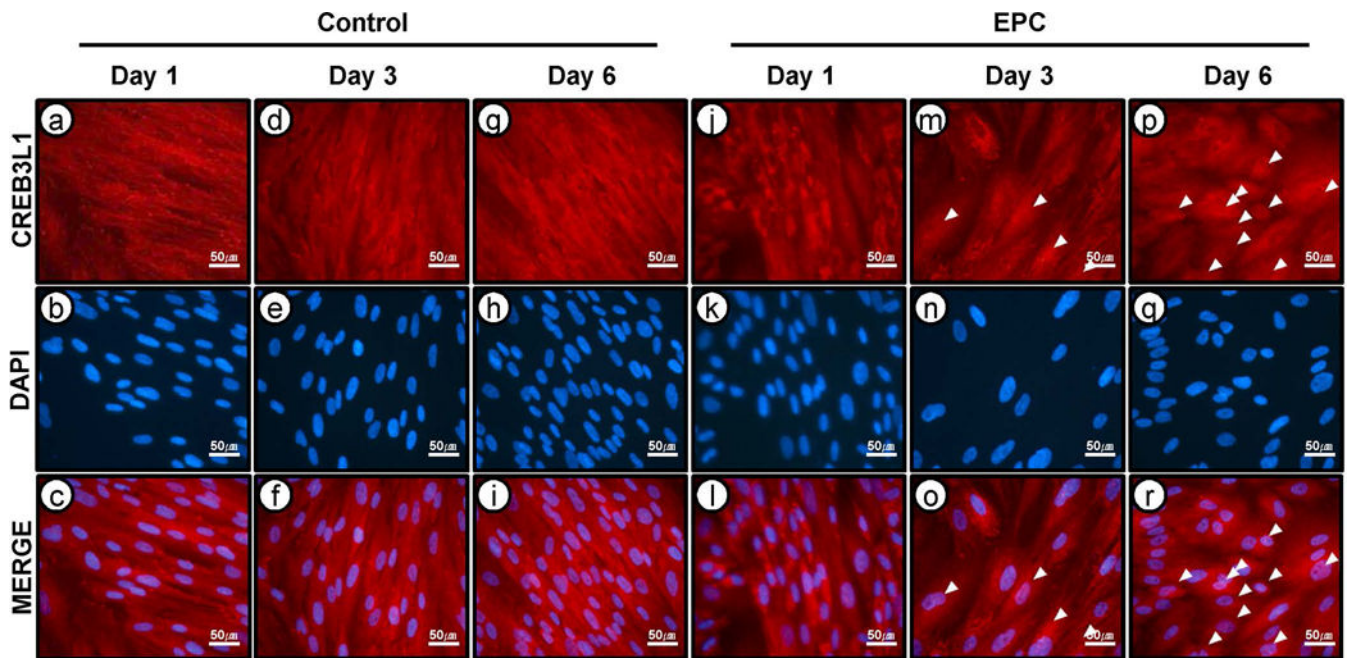 Control EPC
Day 1 Day 3 Day 6 Day 1 Day 3 Day 6
CREB3L1
a d g j m p
50㎛ 50㎛ 50㎛ 50㎛ 50㎛ 50㎛
DAPI
b e h k n q
50㎛ 50㎛ 50㎛ 50㎛ 50㎛ 50㎛
MERGE
c f i l o r
50㎛ 50㎛ 50㎛ 50㎛ 50㎛ 50㎛